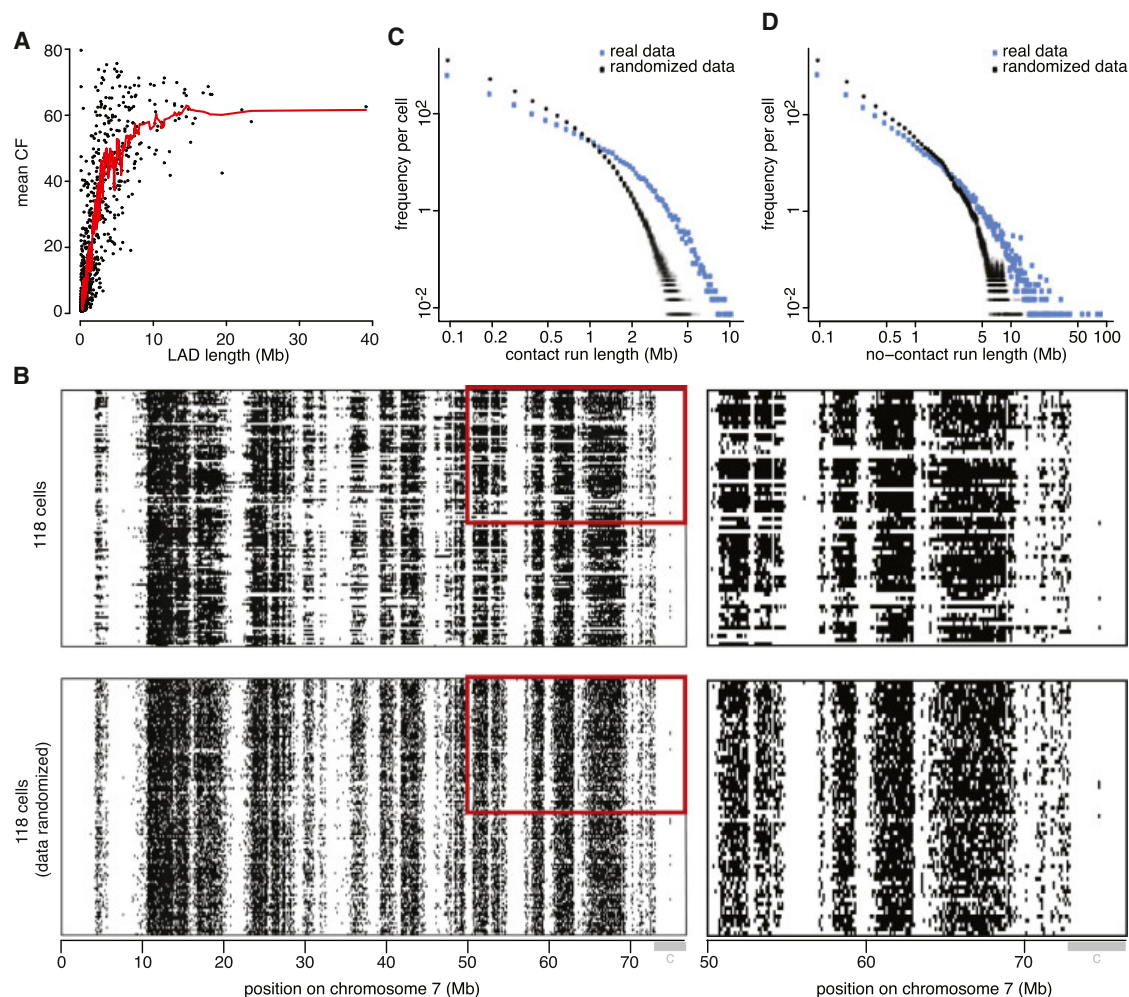 A
80
60
40
20
0
mean CF
0
10
20
30
40
LAD length (Mb)
C
real data
randomized data
10²
1
10⁻²
frequency per cell
0.1
0.2
0.5
1
2
5
10
contact run length (Mb)
D
real data
randomized data
10²
1
10⁻²
frequency per cell
0.1
0.5
1
5
10
50
100
no−contact run length (Mb)
B
118 cells
118 cells
(data randomized)
0
10
20
30
40
50
60
70
C
position on chromosome 7 (Mb)
50
60
70
C
position on chromosome 7 (Mb)